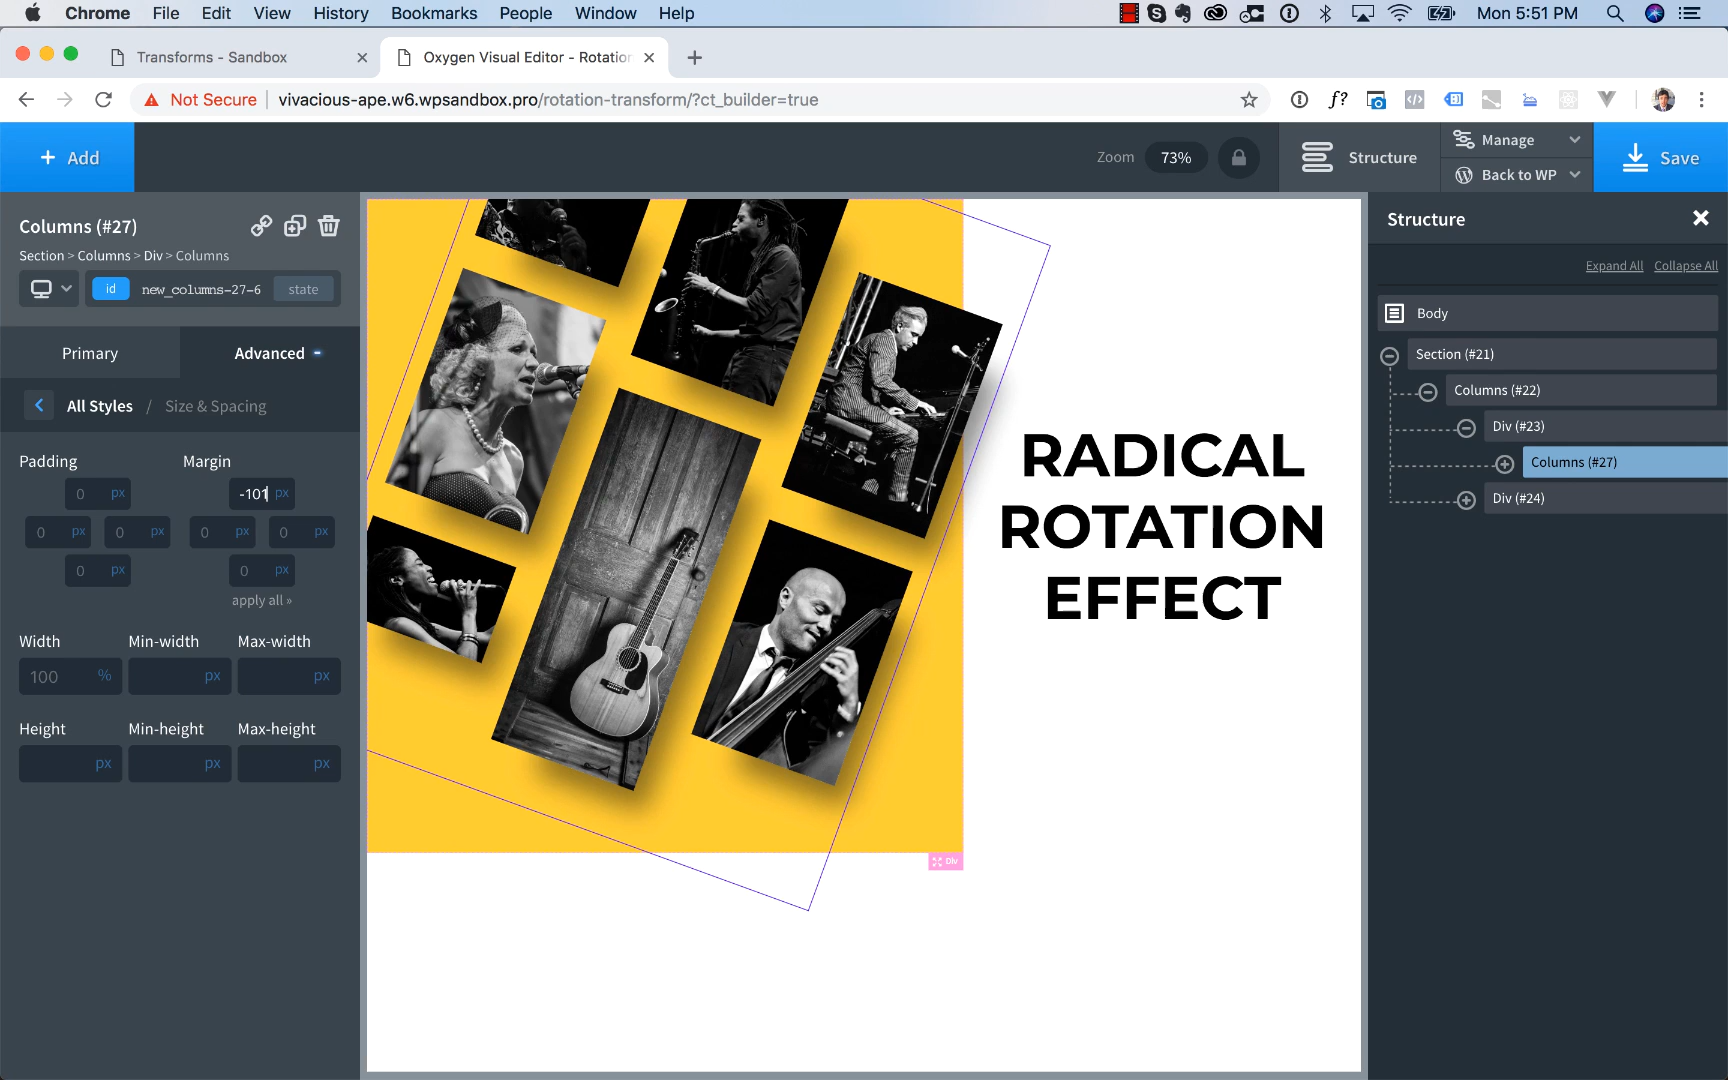 Chrome File Edit View History Bookmarks People Window Help Mon 5:51 PM
Transforms - Sandbox
Oxygen Visual Editor - Rotatio
Not Secure vivacious-ape.w6.wpsandbox.pro/rotation-transform/?ct_builder=true
+ Add
Zoom 73%
Structure
Manage
Back to WP
Save
Columns (#27)
Section > Columns > Div > Columns
id new_columns-27-6 state
Primary Advanced
All Styles / Size & Spacing
Padding Margin
0 px -101 px
0 px 0 px 0 px 0 px
0 px 0 px
apply all »
Width Min-width Max-width
100 % px px
Height Min-height Max-height
px px px
RADICAL
ROTATION
EFFECT
Div
Structure
Expand All Collapse All
Body
Section (#21)
Columns (#22)
Div (#23)
Columns (#27)
Div (#24)